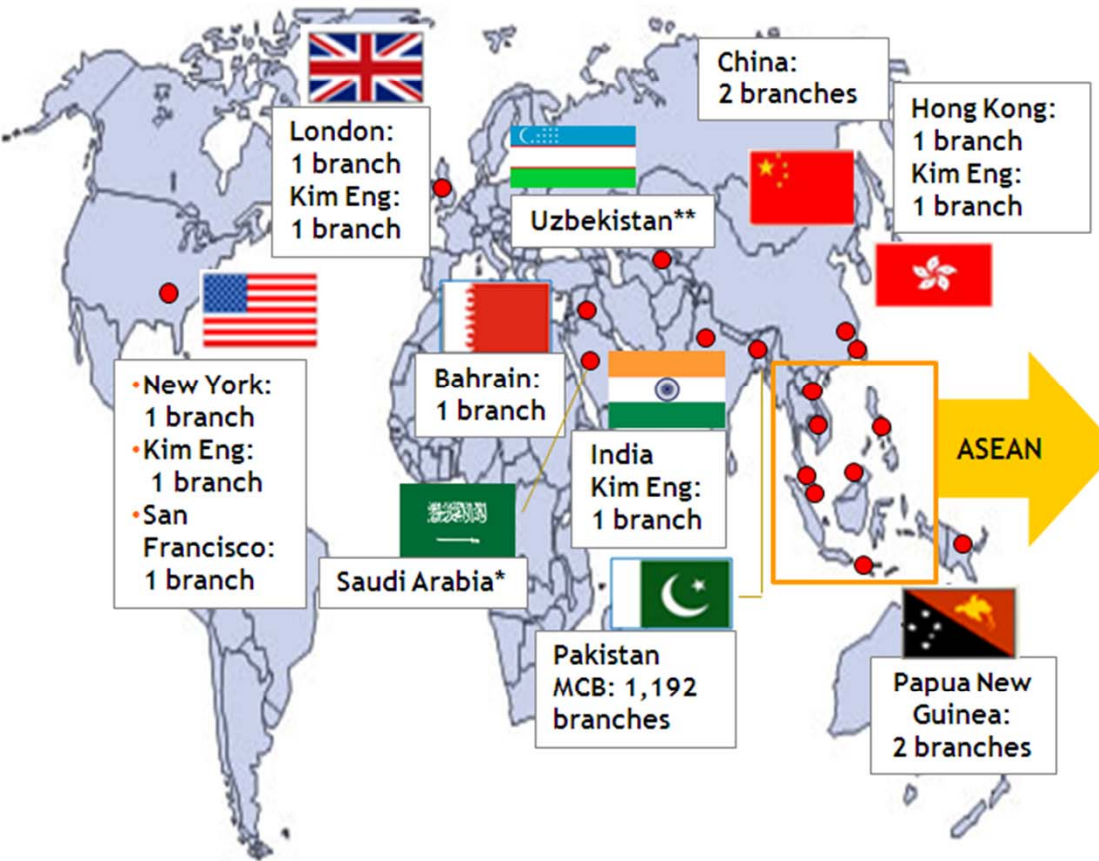 London:
1 branch
Kim Eng:
1 branch
Uzbekistan**
China:
2 branches
Hong Kong:
1 branch
Kim Eng:
1 branch
•New York:
1 branch
•Kim Eng:
1 branch
•San
Francisco:
1 branch
Bahrain:
1 branch
India
Kim Eng:
1 branch
ASEAN
Saudi Arabia*
Pakistan
MCB: 1,192
branches
Papua New
Guinea:
2 branches